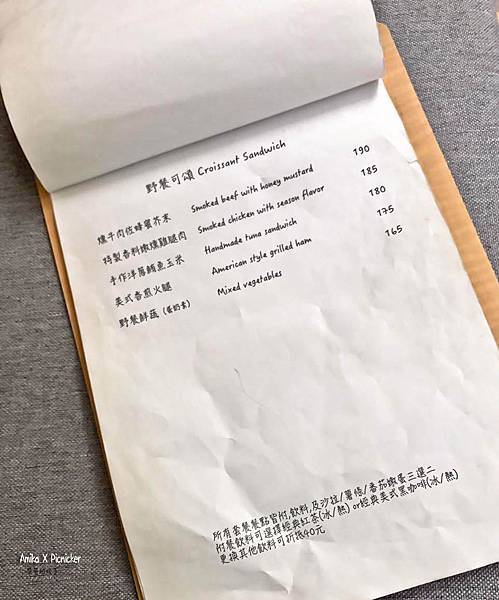 野餐可頌 Croissant Sandwich
燻牛肉佐蜂蜜芥末 Smoked beef with honey mustard 190
特製香料嫩燻雞腿肉 Smoked chicken with season flavor 185
手作洋蔥鮪魚玉米 Handmade tuna sandwich 180
美式香煎火腿 American style grilled ham 175
野餐鮮蔬 (蛋奶素) Mixed vegetables 165
所有套餐餐點皆附,飲料,及沙拉/薯條/番茄嫩蛋三選二
附餐飲料可選擇經典紅茶(冰/熱) or經典美式黑咖啡(冰/熱)
更換其他飲料可折抵40元
Amika X Picnicker